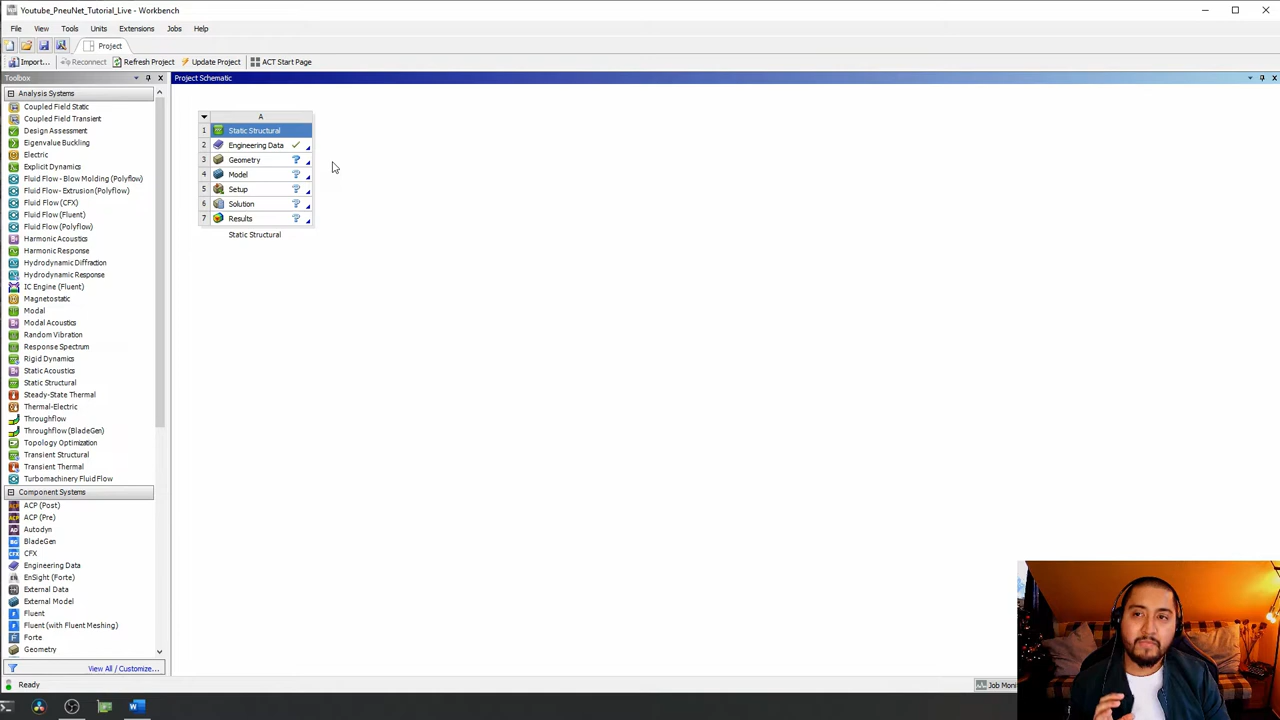 Youtube_PneuNet_Tutorial_Live - Workbench
File View Tools Units Extensions Jobs Help
Project
Import... Reconnect Refresh Project Update Project ACT Start Page
Toolbox
Project Schematic
Analysis Systems
Coupled Field Static
Coupled Field Transient
Design Assessment
Eigenvalue Buckling
Electric
Explicit Dynamics
Fluid Flow - Blow Molding (Polyflow)
Fluid Flow- Extrusion (Polyflow)
Fluid Flow (CFX)
Fluid Flow (Fluent)
Fluid Flow (Polyflow)
Harmonic Acoustics
Harmonic Response
Hydrodynamic Diffraction
Hydrodynamic Response
IC Engine (Fluent)
Magnetostatic
Modal
Modal Acoustics
Random Vibration
Response Spectrum
Rigid Dynamics
Static Acoustics
Static Structural
Steady-State Thermal
Thermal-Electric
Throughflow
Throughflow (BladeGen)
Topology Optimization
Transient Structural
Transient Thermal
Turbomachinery Fluid Flow
Component Systems
ACP (Post)
ACP (Pre)
Autodyn
BladeGen
CFX
Engineering Data
EnSight (Forte)
External Data
External Model
Fluent
Fluent (with Fluent Meshing)
Forte
Geometry
View All / Customize...
A
1 Static Structural
2 Engineering Data
3 Geometry ?
4 Model ?
5 Setup ?
6 Solution ?
7 Results ?
Static Structural
Ready
Job Moni